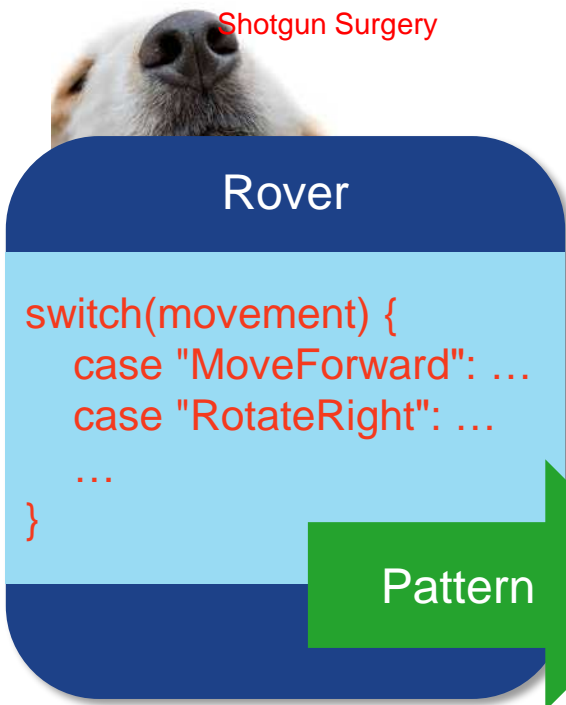 Shotgun Surgery
Rover
switch(movement) {
case "MoveForward": …
case "RotateRight": …
…
}
Pattern